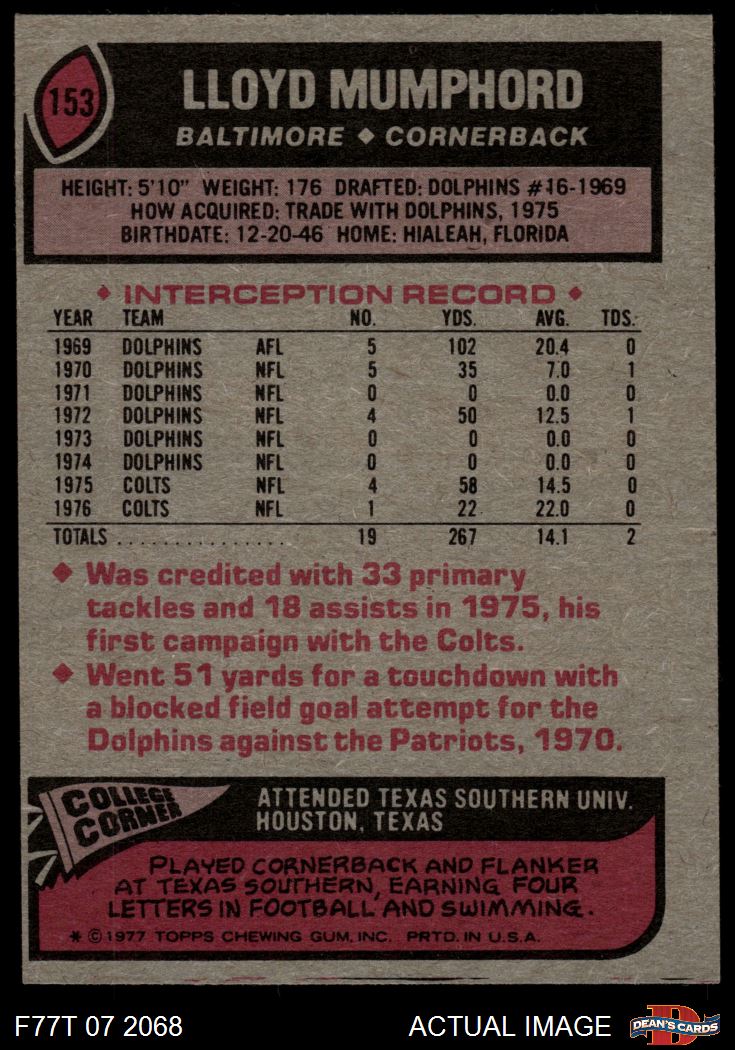 153
LLOYD MUMPHORD
BALTIMORE ◆ CORNERBACK
HEIGHT: 5'10" WEIGHT: 176 DRAFTED: DOLPHINS #16-1969
HOW ACQUIRED: TRADE WITH DOLPHINS, 1975
BIRTHDATE: 12-20-46 HOME: HIALEAH, FLORIDA
◆ INTERCEPTION RECORD ◆
YEAR TEAM NO. YDS. AVG. TDS.
1969 DOLPHINS AFL 5 102 20.4 0
1970 DOLPHINS NFL 5 35 7.0 1
1971 DOLPHINS NFL 0 0 0.0 0
1972 DOLPHINS NFL 4 50 12.5 1
1973 DOLPHINS NFL 0 0 0.0 0
1974 DOLPHINS NFL 0 0 0.0 0
1975 COLTS NFL 4 58 14.5 0
1976 COLTS NFL 1 22 22.0 0
TOTALS ................ 19 267 14.1 2
◆ Was credited with 33 primary
tackles and 18 assists in 1975, his
first campaign with the Colts.
◆ Went 51 yards for a touchdown with
a blocked field goal attempt for the
Dolphins against the Patriots, 1970.
COLLEGE
CORNER
ATTENDED TEXAS SOUTHERN UNIV.
HOUSTON, TEXAS
PLAYED CORNERBACK AND FLANKER
AT TEXAS SOUTHERN, EARNING FOUR
LETTERS IN FOOTBALL AND SWIMMING.
* © 1977 TOPPS CHEWING GUM, INC. PRTD. IN U.S.A.
F77T 07 2068 ACTUAL IMAGE
DEAN'S CARDS